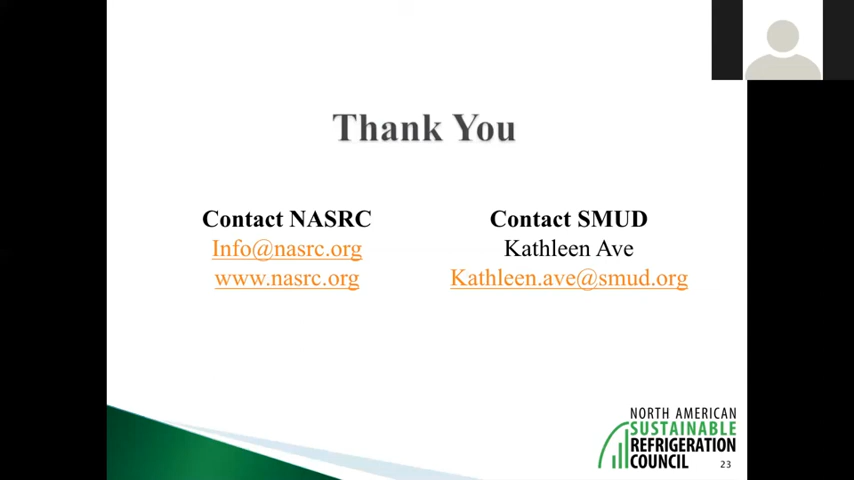 Thank You
Contact NASRC
Info@nasrc.org
www.nasrc.org
Contact SMUD
Kathleen Ave
Kathleen.ave@smud.org
NORTH AMERICAN
SUSTAINABLE
REFRIGERATION
COUNCIL
23